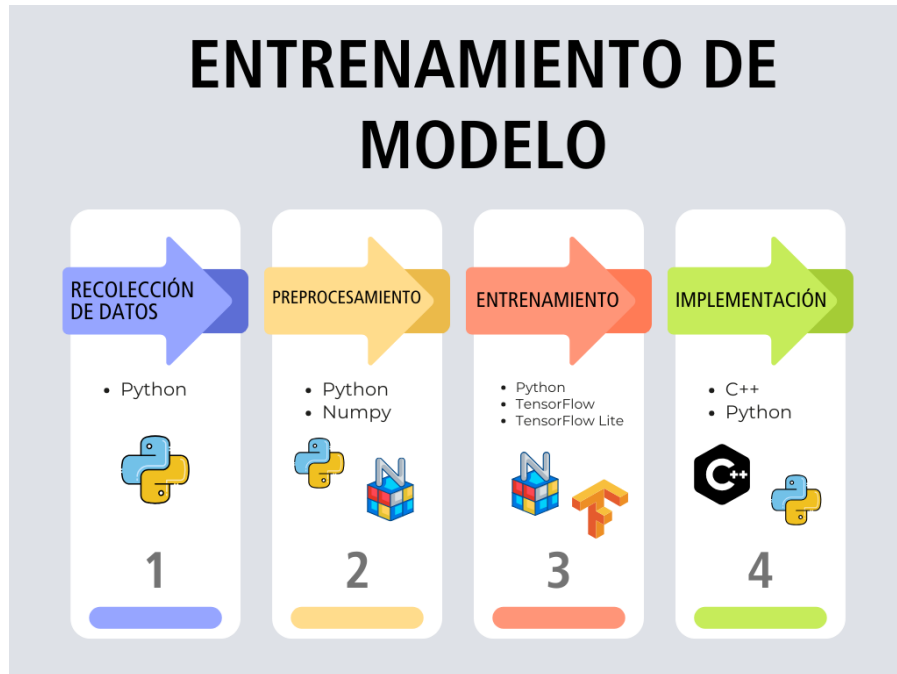 ENTRENAMIENTO DE
MODELO
RECOLECCIÓN
DE DATOS
• Python
1
PREPROCESAMIENTO
• Python
• Numpy
2
ENTRENAMIENTO
• Python
• TensorFlow
• TensorFlow Lite
3
IMPLEMENTACIÓN
• C++
• Python
C++
4